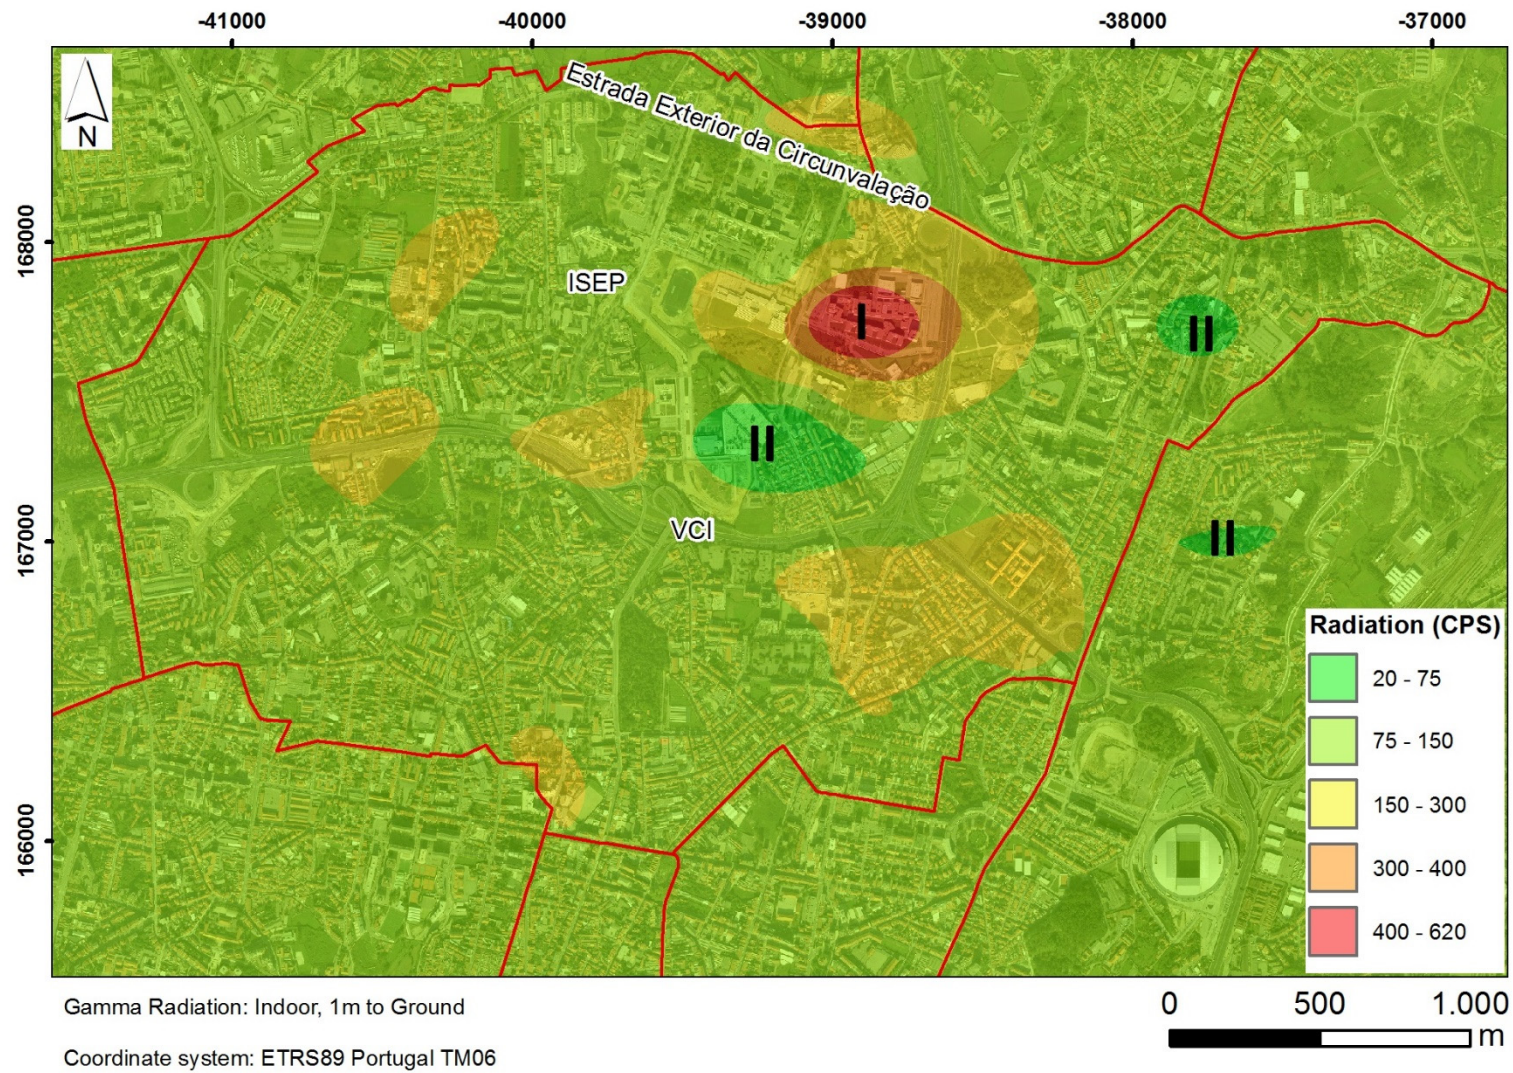 -41000 -40000 -39000 -38000 -37000
N
Estrada Exterior da Circunvalação
168000
ISEP
I
II
II
VCI
167000
II
Radiation (CPS)
20 - 75
75 - 150
150 - 300
300 - 400
400 - 620
166000
Gamma Radiation: Indoor, 1m to Ground
0 500 1.000
m
Coordinate system: ETRS89 Portugal TM06